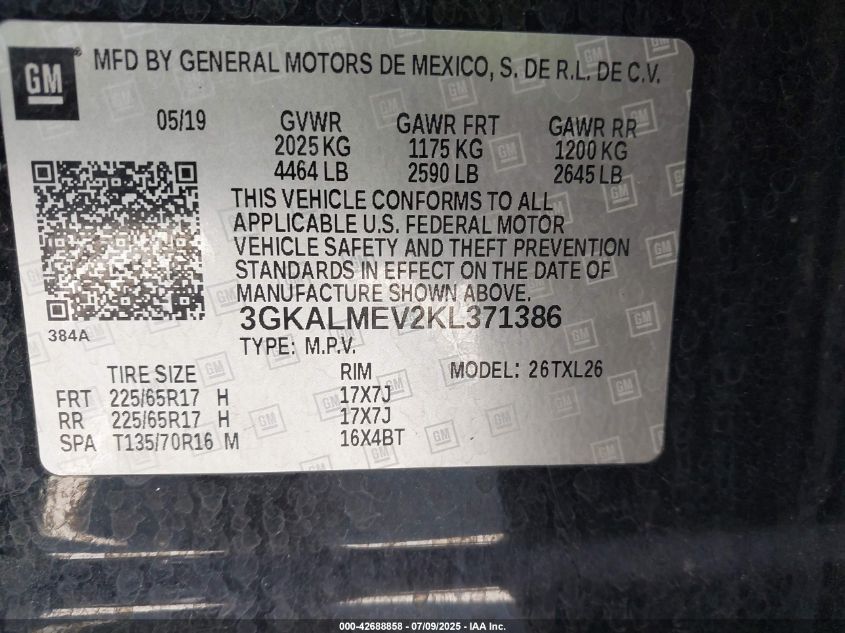 GM
MFD BY GENERAL MOTORS DE MEXICO, S. DE R.L. DE C.V.
05/19 GVWR GAWR FRT GAWR RR
2025 KG 1175 KG 1200 KG
4464 LB 2590 LB 2645 LB
THIS VEHICLE CONFORMS TO ALL
APPLICABLE U.S. FEDERAL MOTOR
VEHICLE SAFETY AND THEFT PREVENTION
STANDARDS IN EFFECT ON THE DATE OF
MANUFACTURE SHOWN ABOVE.
384A
3GKALMEV2KL371386
TYPE: M.P.V.
TIRE SIZE RIM MODEL: 26TXL26
FRT 225/65R17 H 17X7J
RR 225/65R17 H 17X7J
SPA T135/70R16 M 16X4BT
000-42688858 - 07/09/2025 - IAA Inc.